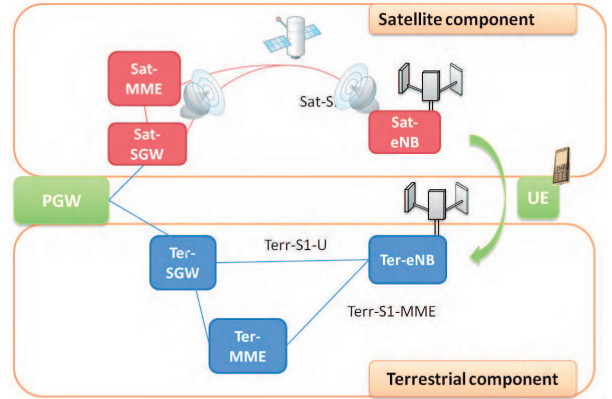 Satellite component
Sat-
MME
Sat-S
Sat-
SGW
Sat-
eNB
PGW
UE
Ter-
SGW
Terr-S1-U
Ter-eNB
Terr-S1-MME
Ter-
MME
Terrestrial component